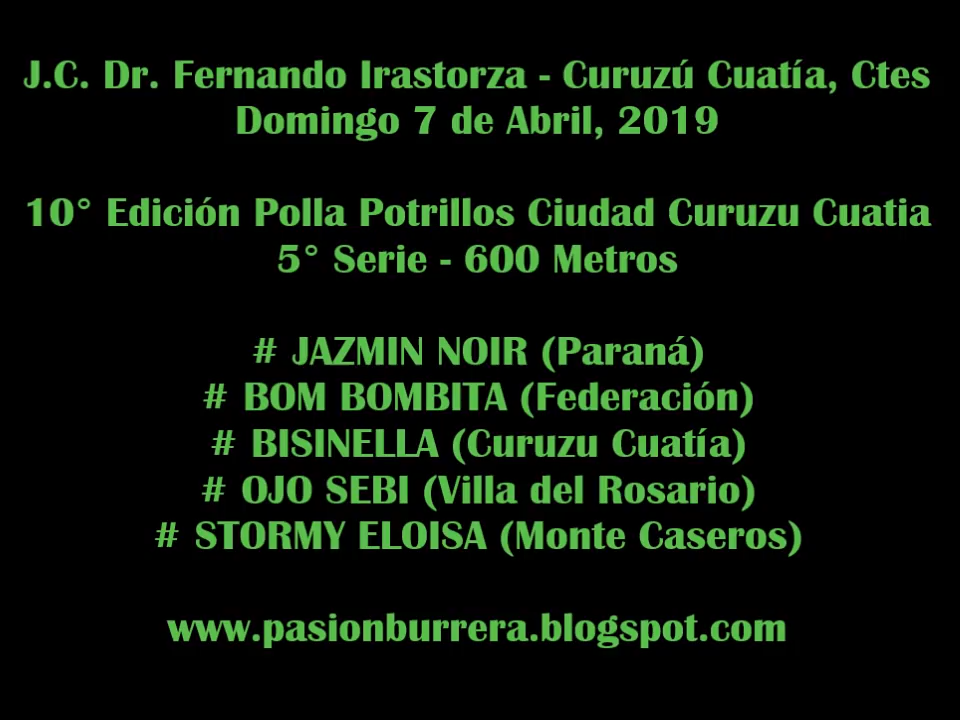 J.C. Dr. Fernando Irastorza - Curuzú Cuatía, Ctes
Domingo 7 de Abril, 2019
10° Edición Polla Potrillos Ciudad Curuzu Cuatia
5° Serie - 600 Metros
# JAZMIN NOIR (Paraná)
# BOM BOMBITA (Federación)
# BISINELLA (Curuzu Cuatía)
# OJO SEBI (Villa del Rosario)
# STORMY ELOISA (Monte Caseros)
www.pasionburrera.blogspot.com